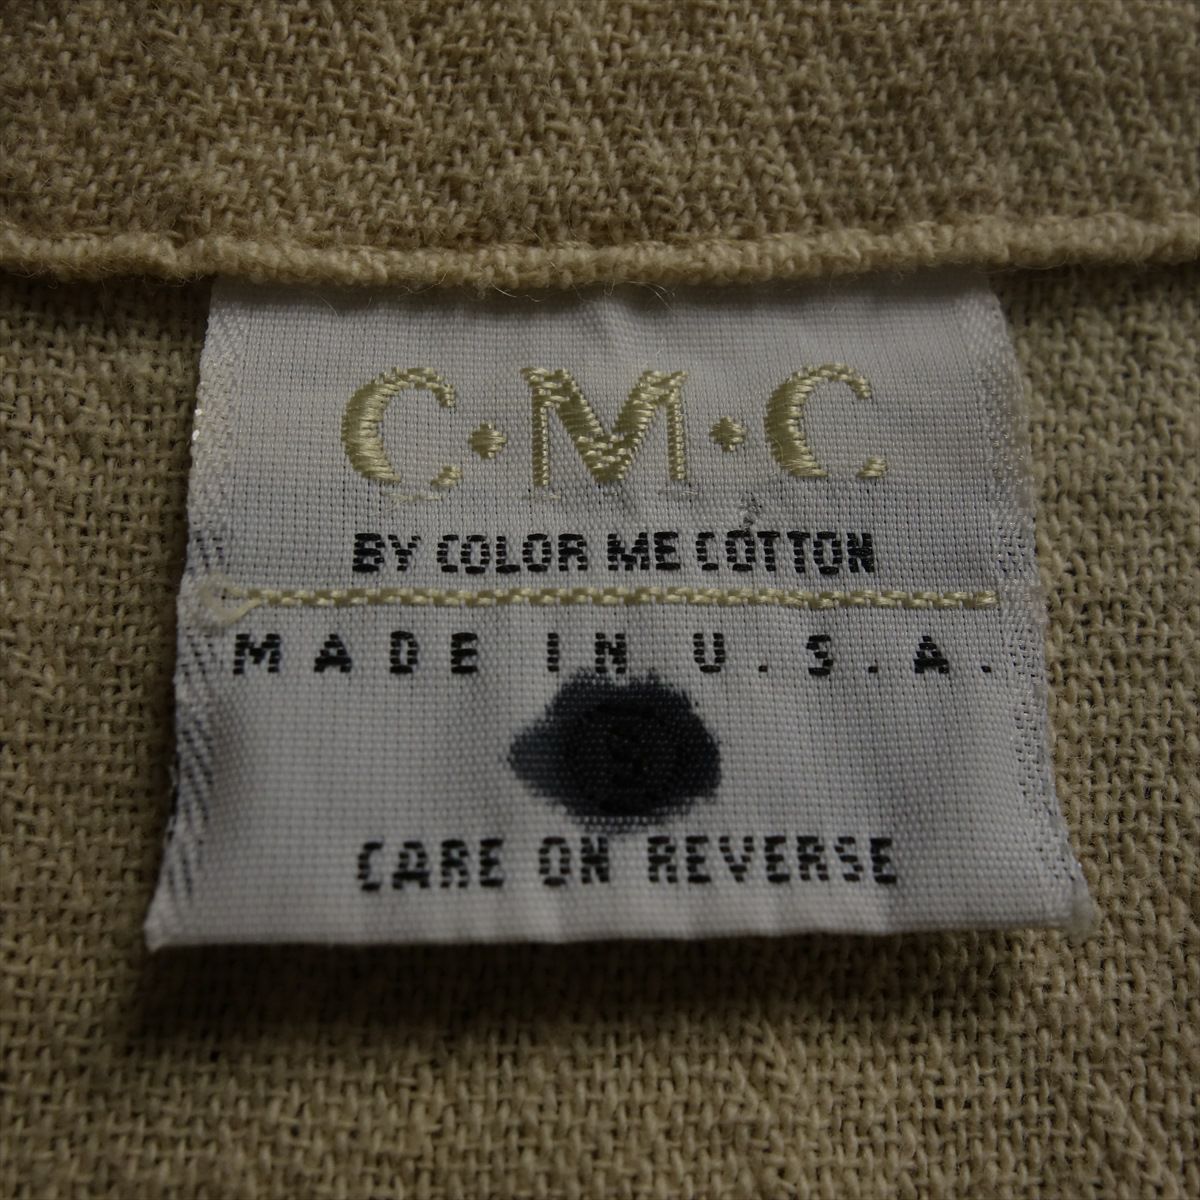 C·M·C
BY COLOR ME COTTON
MADE IN U.S.A.
CARE ON REVERSE